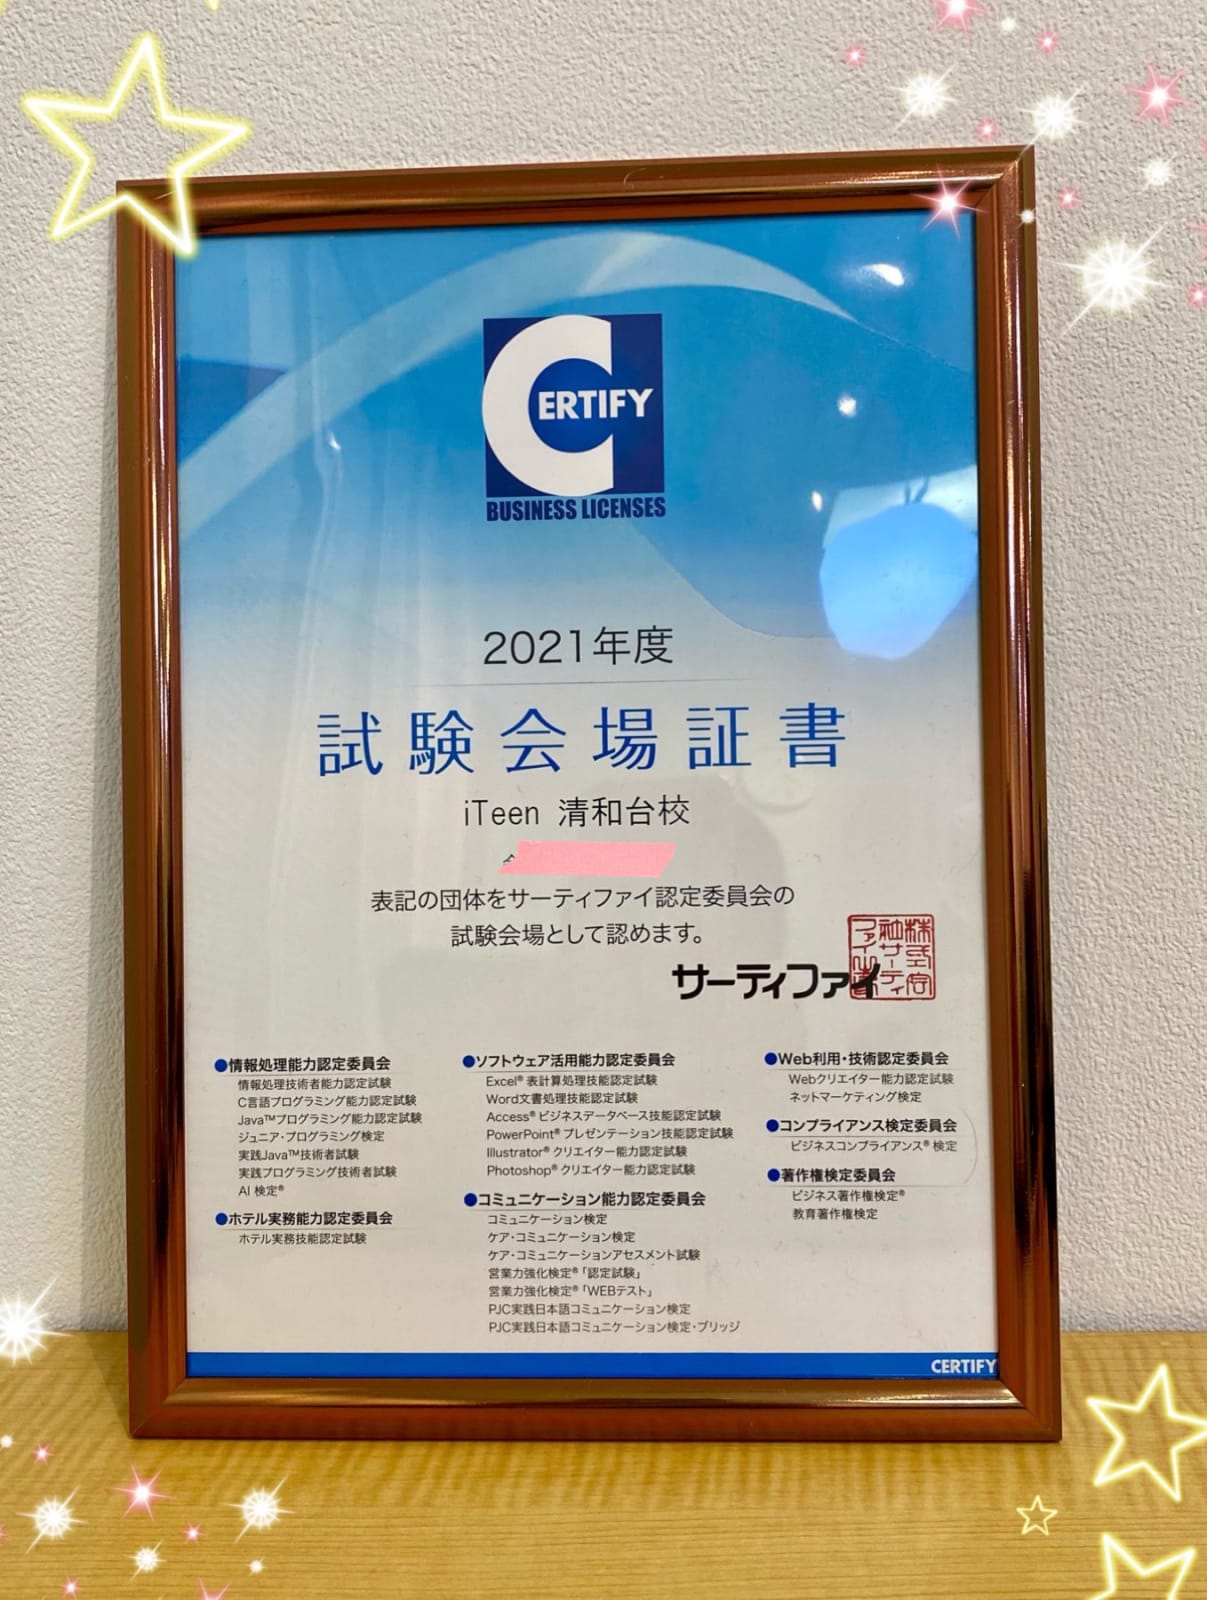 CERTIFY
BUSINESS LICENSES
2021年度
試験会場証書
iTeen 清和台校
表記の団体をサーティファイ認定委員会の
試験会場として認めます。
サーティファイ
●情報処理能力認定委員会
情報処理技術者能力認定試験
C言語プログラミング能力認定試験
Java™プログラミング能力認定試験
ジュニア・プログラミング検定
実践Java™技術者試験
実践プログラミング技術者試験
AI 検定®
●ホテル実務能力認定委員会
ホテル実務技能認定試験
●ソフトウェア活用能力認定委員会
Excel® 表計算処理技能認定試験
Word文書処理技能認定試験
Access® ビジネスデータベース技能認定試験
PowerPoint® プレゼンテーション技能認定試験
Illustrator® クリエイター能力認定試験
Photoshop® クリエイター能力認定試験
●コミュニケーション能力認定委員会
コミュニケーション検定
ケア・コミュニケーション検定
ケア・コミュニケーションアセスメント試験
営業力強化検定®「認定試験」
営業力強化検定®「WEBテスト」
PJC実践日本語コミュニケーション検定
PJC実践日本語コミュニケーション検定・ブリッジ
●Web利用・技術認定委員会
Webクリエイター能力認定試験
ネットマーケティング検定
●コンプライアンス検定委員会
ビジネスコンプライアンス® 検定
●著作権検定委員会
ビジネス著作権検定®
教育著作権検定
CERTIFY